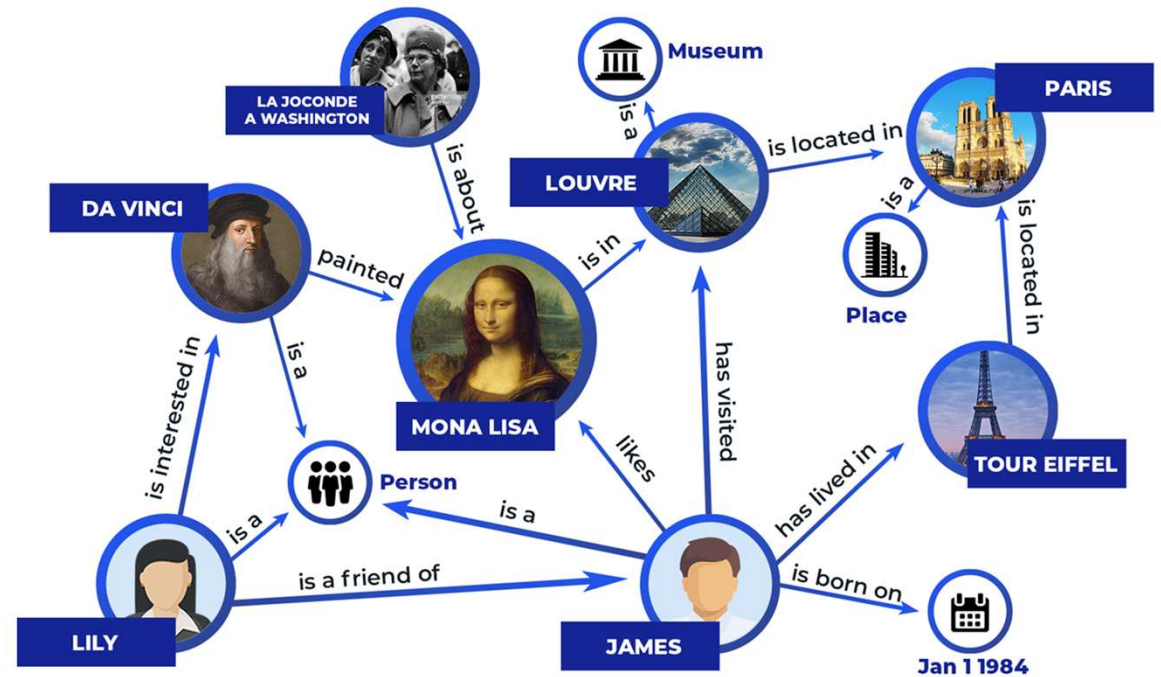 LA JOCONDE
A WASHINGTON
Museum
PARIS
is a
is located in
is about
LOUVRE
is a
DA VINCI
is located in
painted
is in
Place
is a
has visited
is interested in
MONA LISA
likes
TOUR EIFFEL
Person
has lived in
is a
is a
is a friend of
is born on
LILY
JAMES
Jan 1 1984